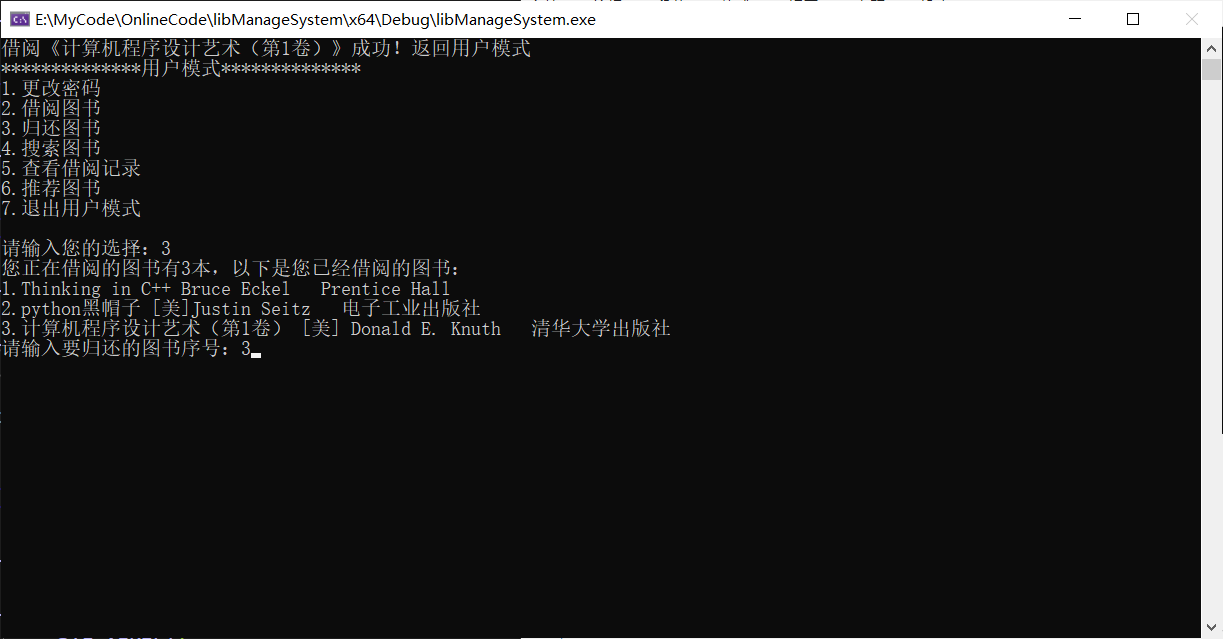 E:\MyCode\OnlineCode\libManageSystem\x64\Debug\libManageSystem.exe
借阅《计算机程序设计艺术（第1卷）》成功！返回用户模式
**************用户模式**************
1.更改密码
2.借阅图书
3.归还图书
4.搜索图书
5.查看借阅记录
6.推荐图书
7.退出用户模式
请输入您的选择：3
您正在借阅的图书有3本，以下是您已经借阅的图书：
1.Thinking in C++ Bruce Eckel   Prentice Hall
2.python黑帽子 [美]Justin Seitz   电子工业出版社
3.计算机程序设计艺术（第1卷） [美] Donald E. Knuth   清华大学出版社
请输入要归还的图书序号：3